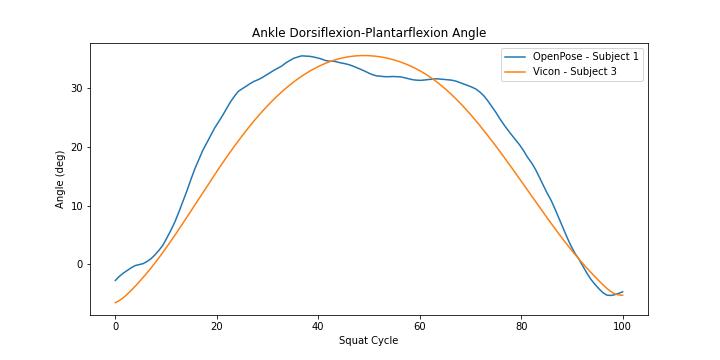 Ankle Dorsiflexion-Plantarflexion Angle
OpenPose - Subject 1
Vicon - Subject 3
Angle (deg)
30
20
10
0
0 20 40 60 80 100
Squat Cycle